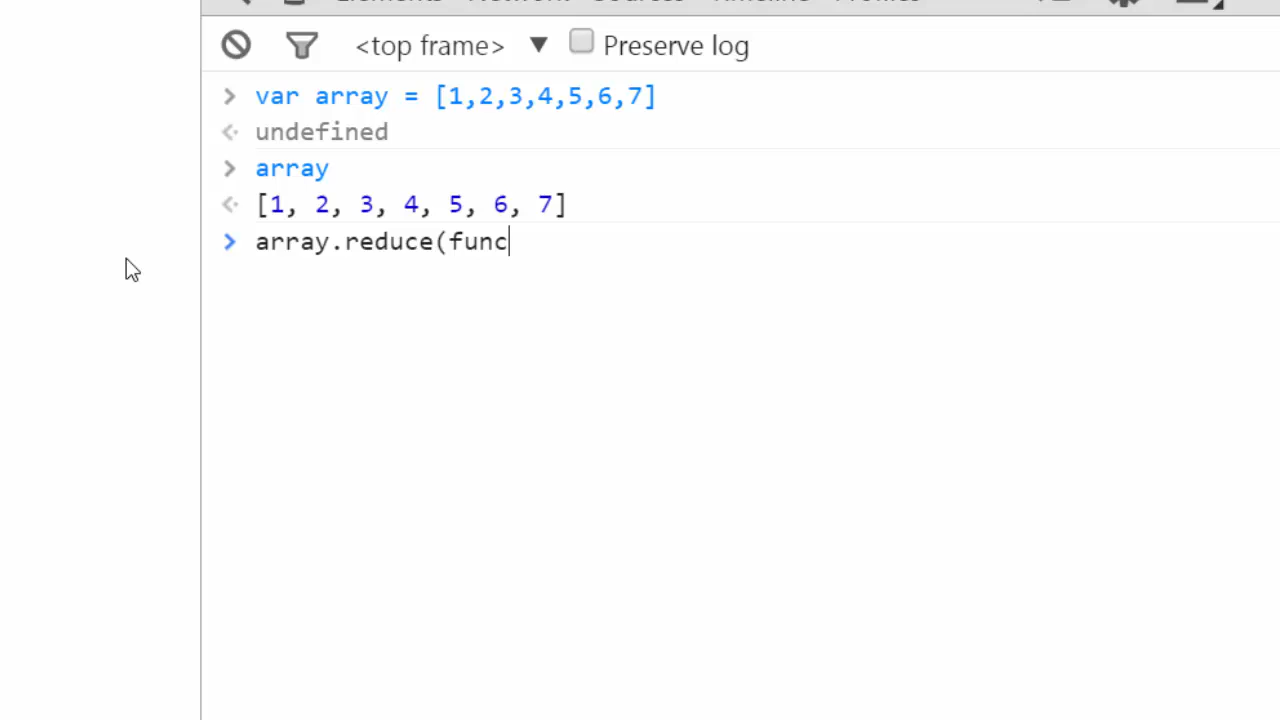 <top frame> ▼ Preserve log
> var array = [1,2,3,4,5,6,7]
undefined
> array
[1, 2, 3, 4, 5, 6, 7]
> array.reduce(func